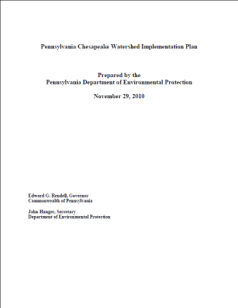 Pennsylvania Chesapeake Watershed Implementation Plan
Prepared by the
Pennsylvania Department of Environmental Protection
November 29, 2010
Edward G. Rendell, Governor
Commonwealth of Pennsylvania
John Hanger, Secretary
Department of Environmental Protection